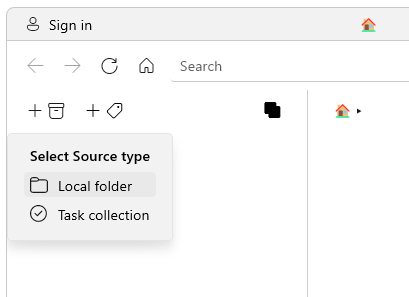 Sign in
Search
Select Source type
Local folder
Task collection